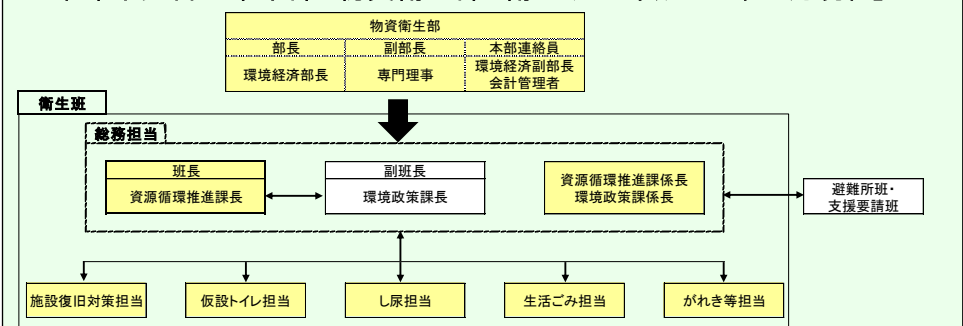 物資衛生部
部長 副部長 本部連絡員
環境経済部長 専門理事 環境経済副部長
会計管理者
衛生班
総務担当
班長
資源循環推進課長
副班長
環境政策課長
資源循環推進課係長
環境政策課係長
避難所班・
支援要請班
施設復旧対策担当 仮設トイレ担当 し尿担当 生活ごみ担当 がれき等担当